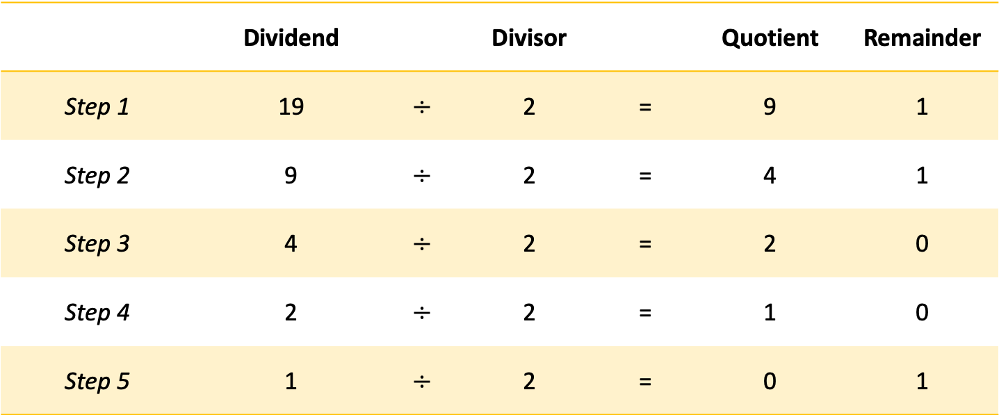 Dividend Divisor Quotient Remainder
Step 1 19 ÷ 2 = 9 1
Step 2 9 ÷ 2 = 4 1
Step 3 4 ÷ 2 = 2 0
Step 4 2 ÷ 2 = 1 0
Step 5 1 ÷ 2 = 0 1